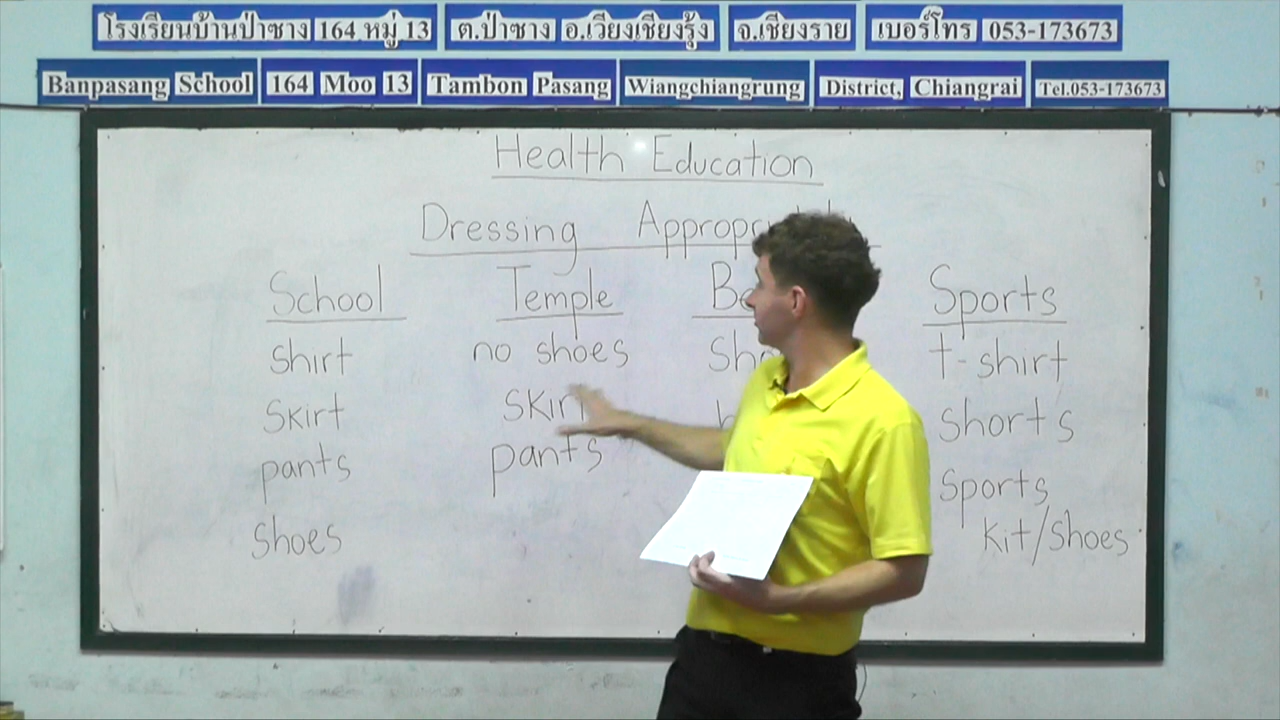 โรงเรียนบ้านป่าซาง 164 หมู่ 13 ต.ป่าซาง อ.เวียงเชียงรุ้ง จ.เชียงราย เบอร์โทร 053-173673
Banpasang School 164 Moo 13 Tambon Pasang Wiangchiangrung District, Chiangrai Tel.053-173673
Health Education
Dressing
School Temple Sports
shirt no shoes t-shirt
skirt shorts
pants pants sports
shoes kit/shoes